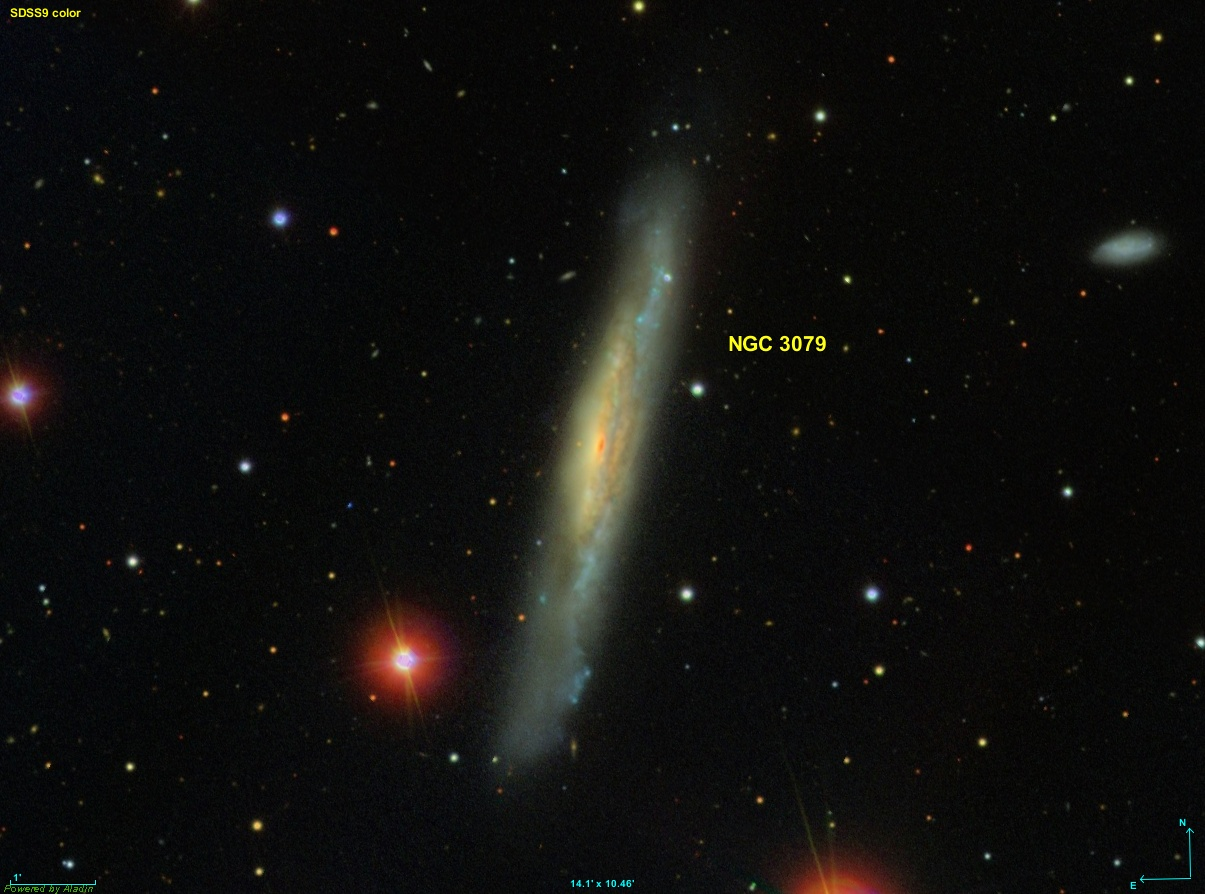 SDSS9 color
NGC 3079
N
1'
14.1' x 10.46'
E
Powered by Aladin